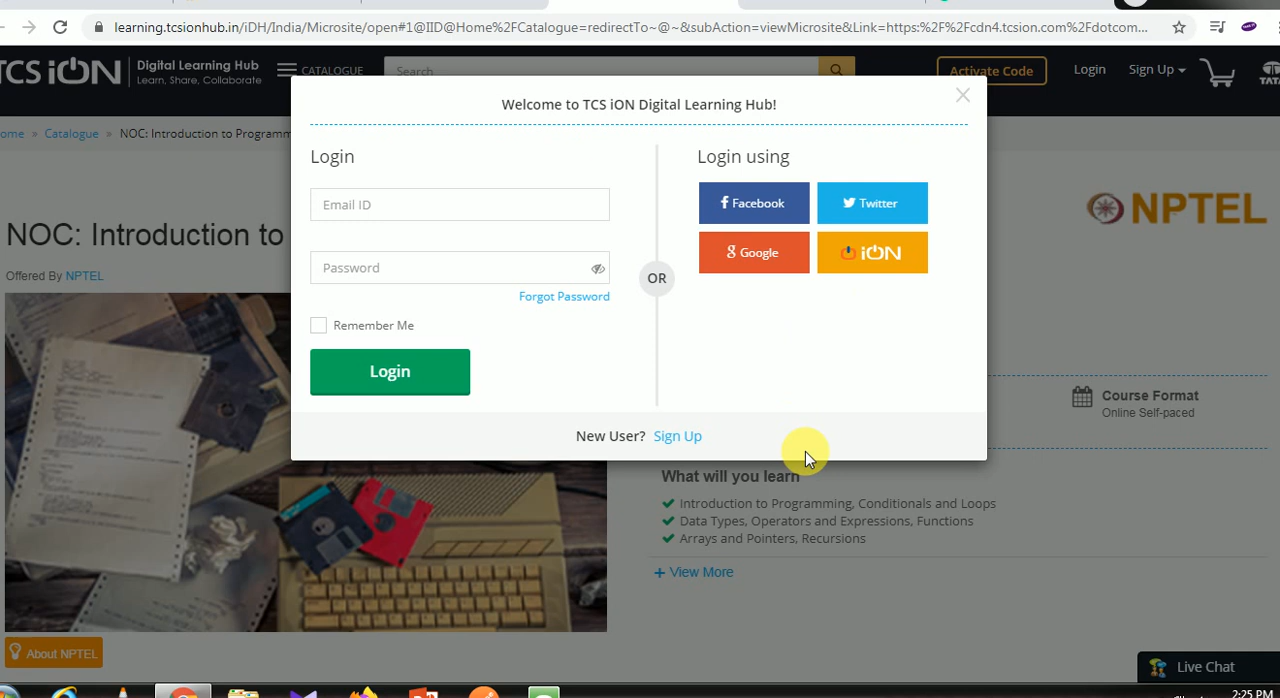 learning.tcsionhub.in/iDH/India/Microsite/open#1@IID@Home%2FCatalogue=redirectTo~@~&subAction=viewMicrosite&Link=https:%2F%2Fcdn4.tcsion.com%2Fdotcom...
TCS iON
Digital Learning Hub
Learn, Share, Collaborate
CATALOGUE
Search
Activate Code
Login
Sign Up
Catalogue » NOC: Introduction to Programm
Welcome to TCS iON Digital Learning Hub!
Login
Email ID
Password
Forgot Password
Remember Me
Login
OR
Login using
Facebook
Twitter
Google
iON
New User? Sign Up
NOC: Introduction to
Offered By NPTEL
NPTEL
Course Format
Online Self-paced
What will you learn
Introduction to Programming, Conditionals and Loops
Data Types, Operators and Expressions, Functions
Arrays and Pointers, Recursions
+ View More
About NPTEL
Live Chat
2:25 PM